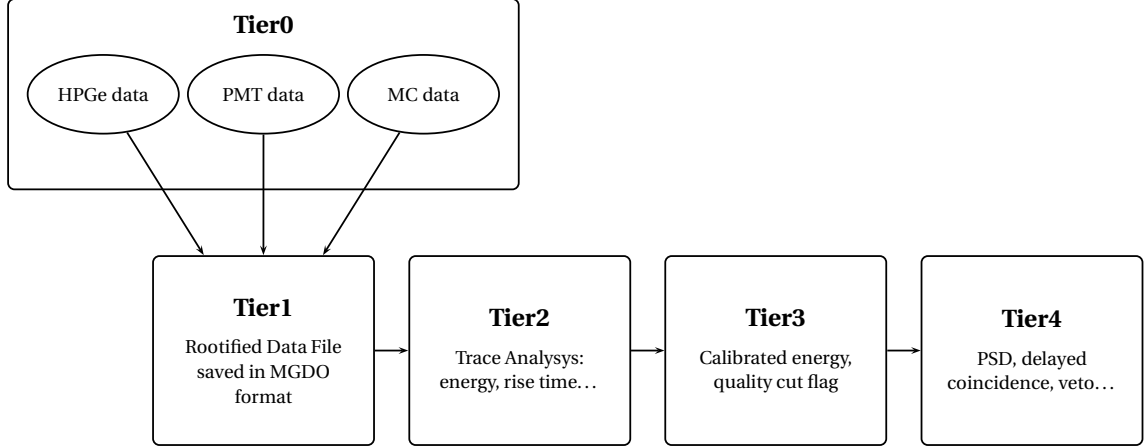 Tier0
HPGe data
PMT data
MC data
Tier1
Rootified Data File
saved in MGDO
format
Tier2
Trace Analysys:
energy, rise time...
Tier3
Calibrated energy,
quality cut flag
Tier4
PSD, delayed
coincidence, veto...